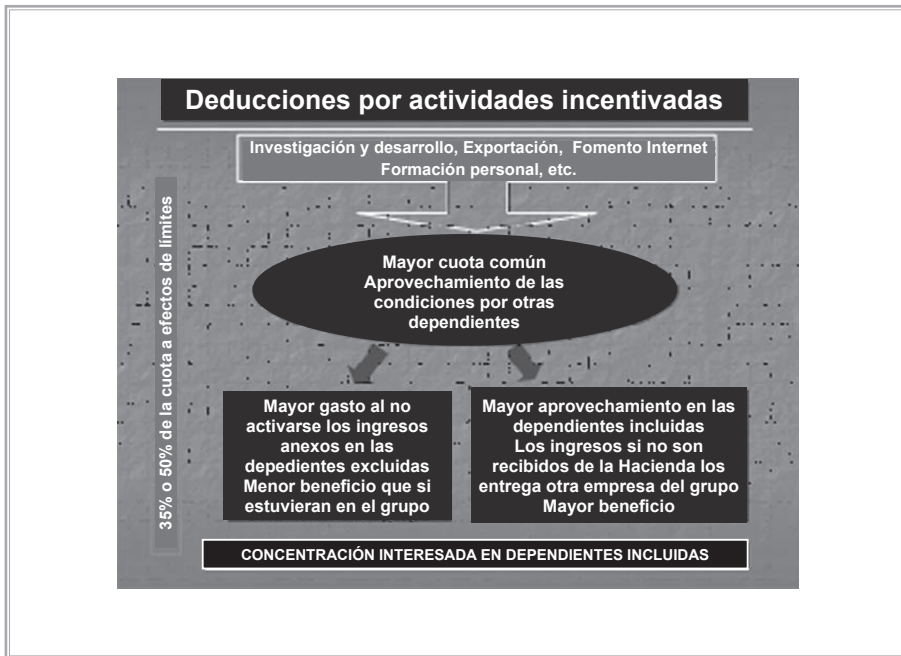 Deducciones por actividades incentivadas
Investigación y desarrollo, Exportación, Fomento Internet
Formación personal, etc.
35% o 50% de la cuota a efectos de límites
Mayor cuota común
Aprovechamiento de las
condiciones por otras
dependientes
Mayor gasto al no
activarse los ingresos
anexos en las
depedientes excluidas
Menor beneficio que si
estuvieran en el grupo
Mayor aprovechamiento en las
dependientes incluidas
Los ingresos si no son
recibidos de la Hacienda los
entrega otra empresa del grupo
Mayor beneficio
CONCENTRACIÓN INTERESADA EN DEPENDIENTES INCLUIDAS